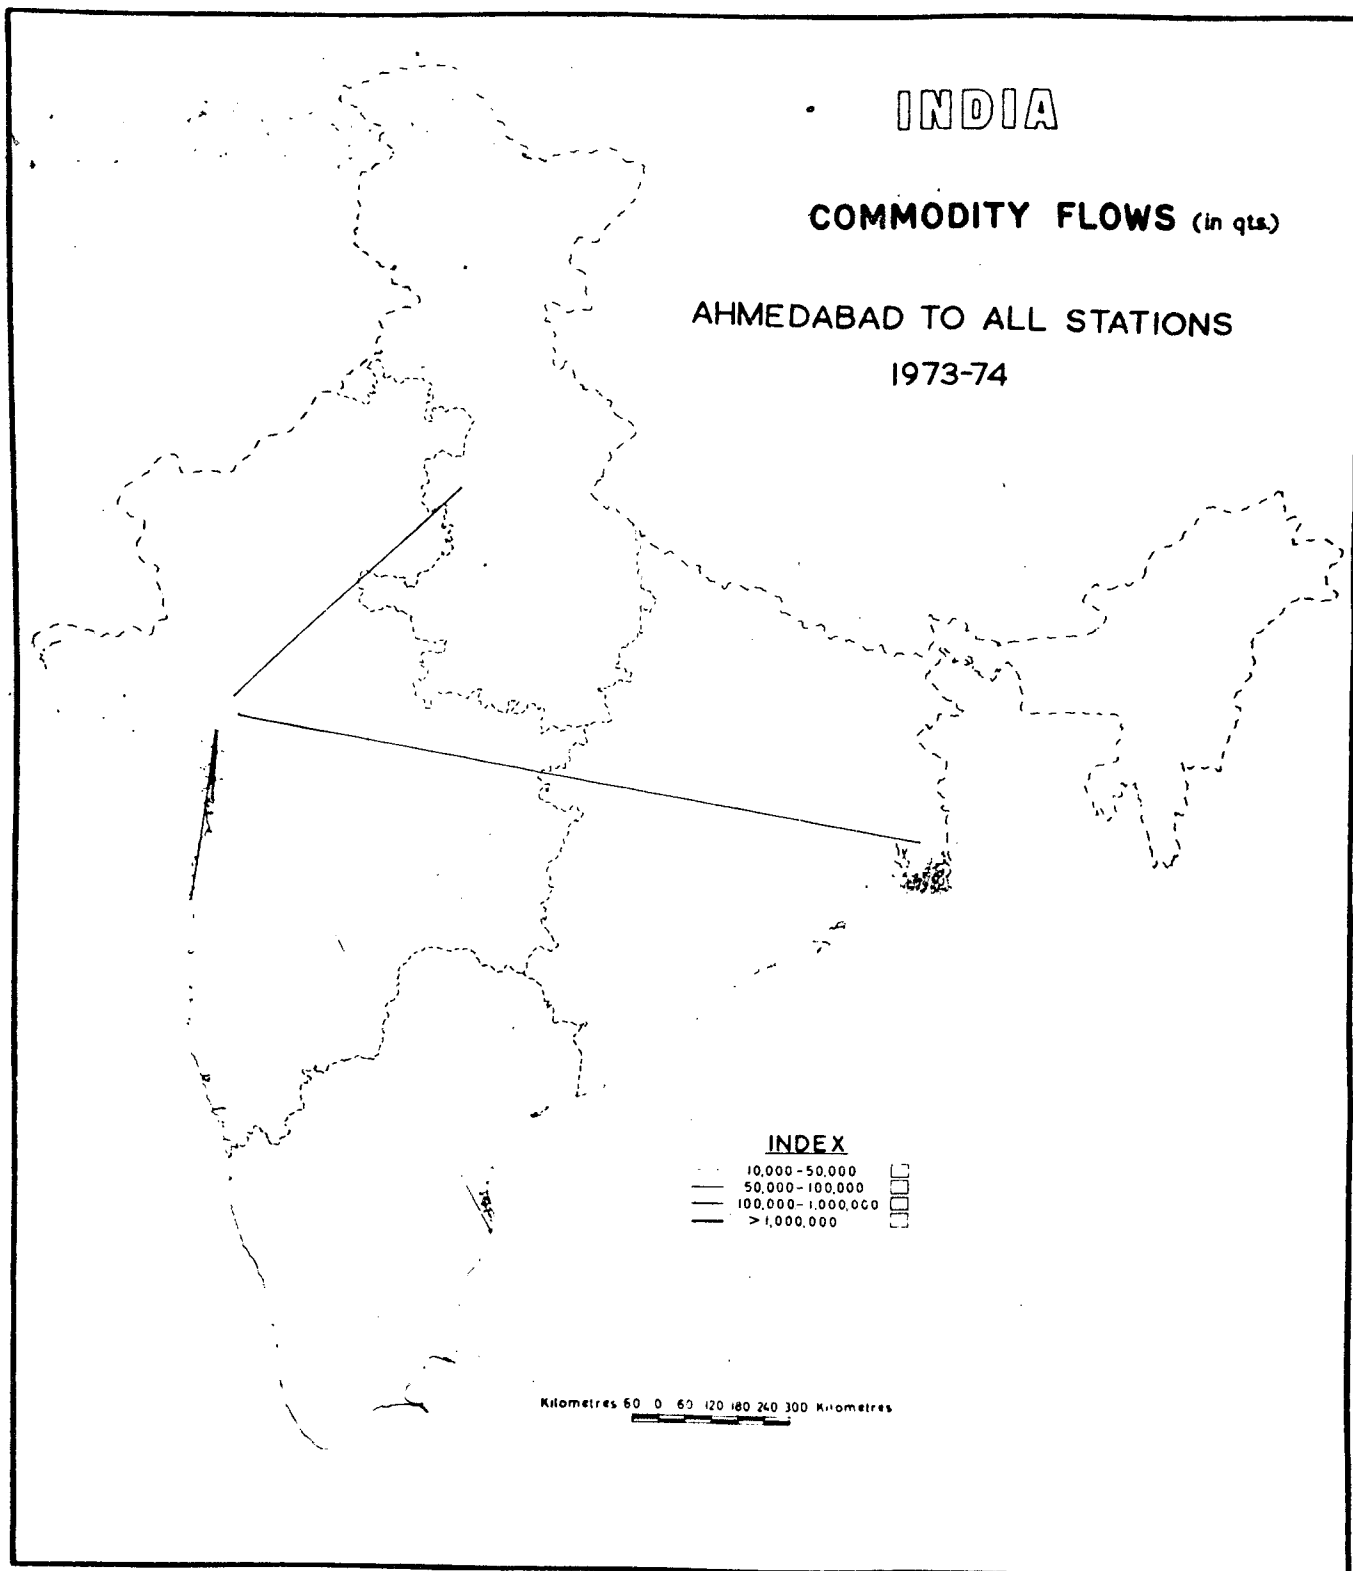 INDIA
COMMODITY FLOWS (in qts.)
AHMEDABAD TO ALL STATIONS
1973-74
INDEX
10,000-50,000
50,000-100,000
100,000-1,000,000
>1,000,000
Kilometres 60 0 60 120 180 240 300 Kilometres